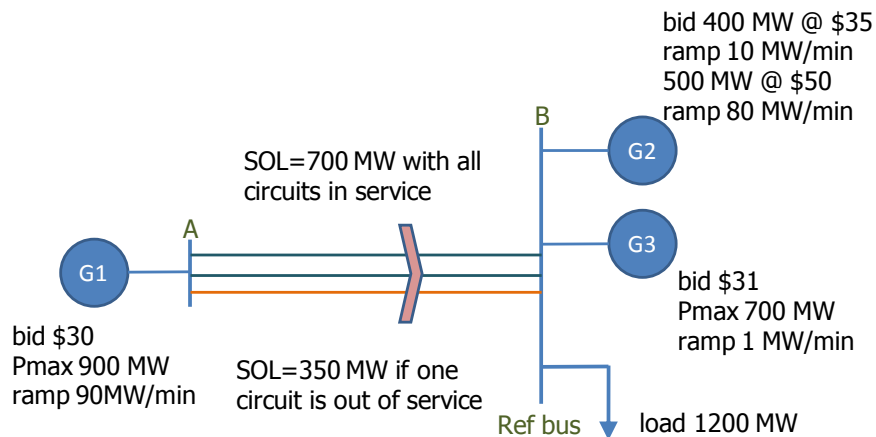 bid 400 MW @ $35
ramp 10 MW/min
500 MW @ $50
ramp 80 MW/min
B
G2
SOL=700 MW with all
circuits in service
A
G3
G1
bid $31
Pmax 700 MW
ramp 1 MW/min
bid $30
Pmax 900 MW
ramp 90MW/min
SOL=350 MW if one
circuit is out of service
Ref bus
load 1200 MW